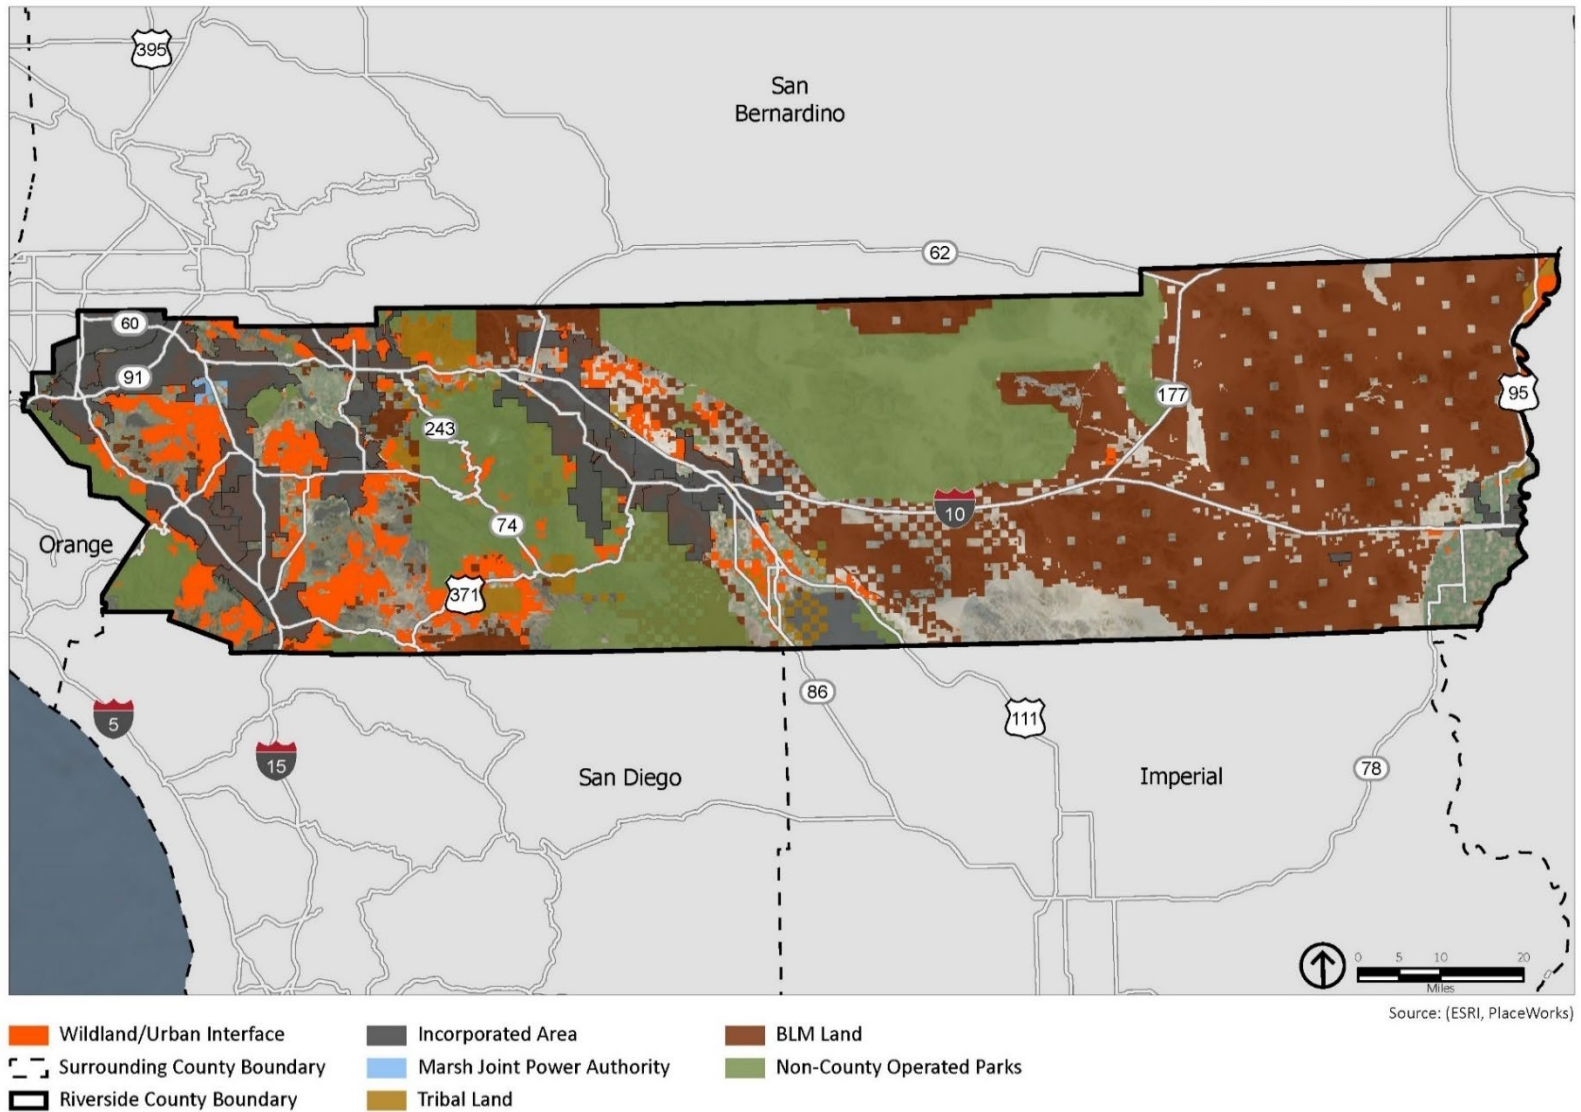 395
San
Bernardino
62
60
91
177
95
243
10
74
Orange
371
86
5
111
15
San Diego
Imperial
78
0 5 10 20
Miles
Source: (ESRI, PlaceWorks)
Wildland/Urban Interface
Incorporated Area
BLM Land
Surrounding County Boundary
Marsh Joint Power Authority
Non-County Operated Parks
Riverside County Boundary
Tribal Land